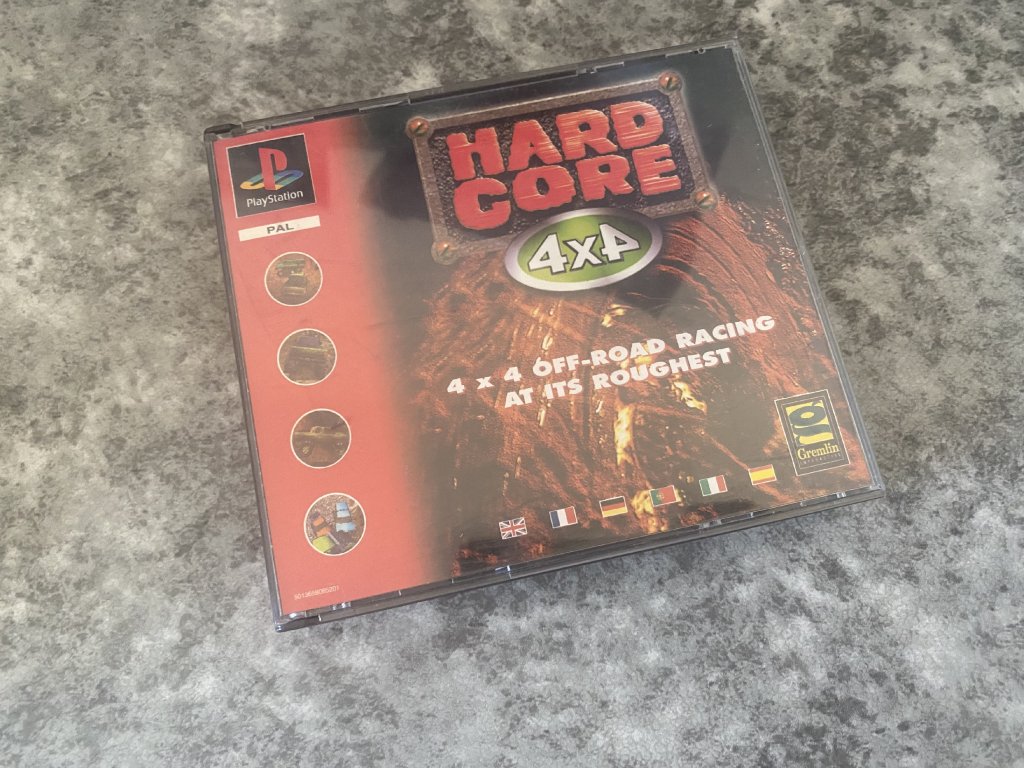 PlayStation
PAL
HARD
CORE
4x4
4 x 4 OFF-ROAD RACING
AT ITS ROUGHEST
Gremlin